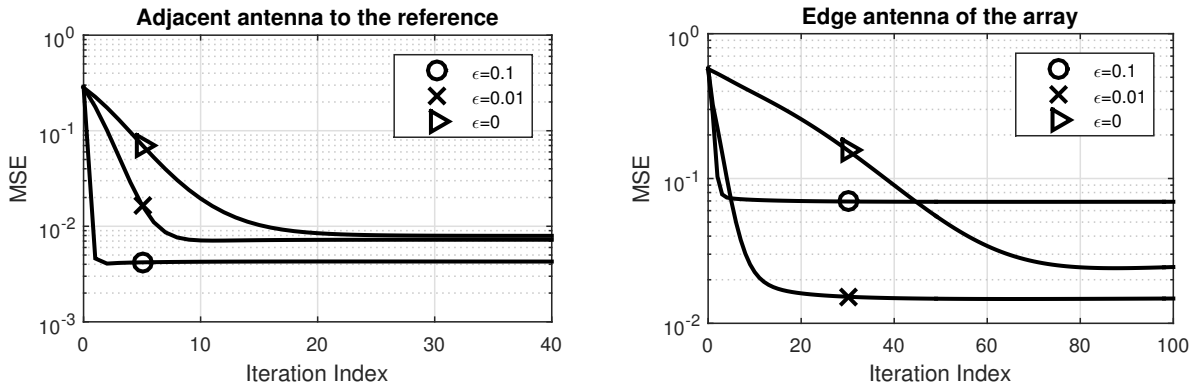 Adjacent antenna to the reference
MSE
10^0
10^-1
10^-2
10^-3
ϵ=0.1
ϵ=0.01
ϵ=0
0 10 20 30 40
Iteration Index
Edge antenna of the array
MSE
10^0
10^-1
10^-2
ϵ=0.1
ϵ=0.01
ϵ=0
0 20 40 60 80 100
Iteration Index